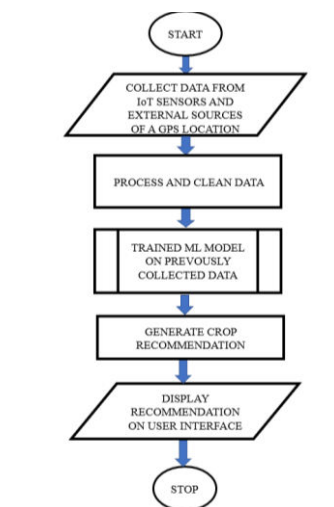 START
COLLECT DATA FROM
IoT SENSORS AND
EXTERNAL SOURCES
OF A GPS LOCATION
PROCESS AND CLEAN DATA
TRAINED ML MODEL
ON PREVOUSLY
COLLECTED DATA
GENERATE CROP
RECOMMENDATION
DISPLAY
RECOMMENDATION
ON USER INTERFACE
STOP